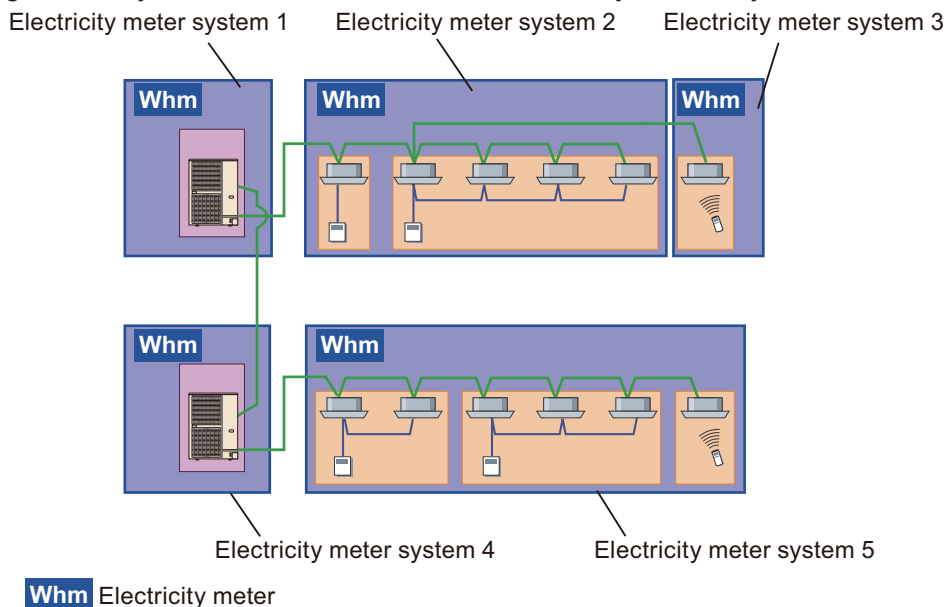 Electricity meter system 1 Electricity meter system 2 Electricity meter system 3
Whm Whm Whm
Whm Whm
Electricity meter system 4 Electricity meter system 5
Whm Electricity meter